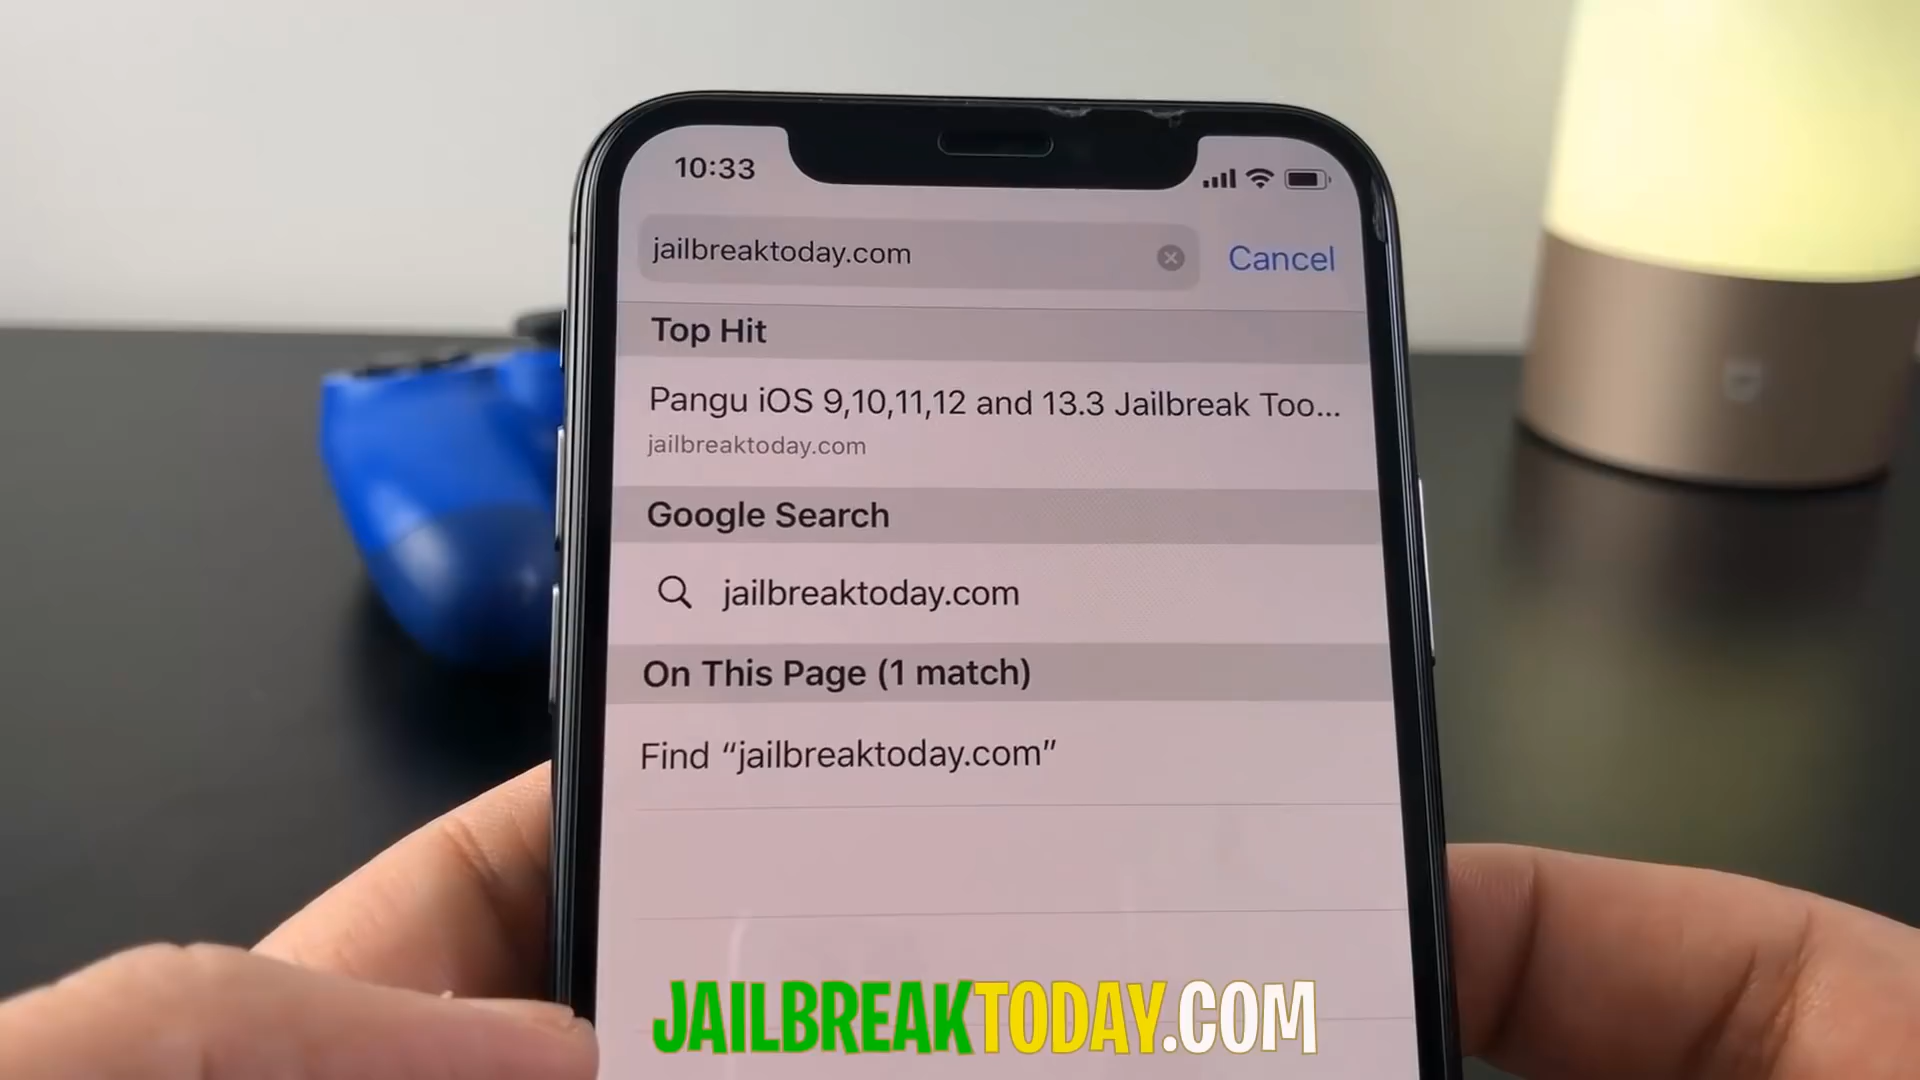 10:33
jailbreaktoday.com
Cancel
Top Hit
Pangu iOS 9,10,11,12 and 13.3 Jailbreak Too...
jailbreaktoday.com
Google Search
jailbreaktoday.com
On This Page (1 match)
Find “jailbreaktoday.com”
JAILBREAKTODAY.COM